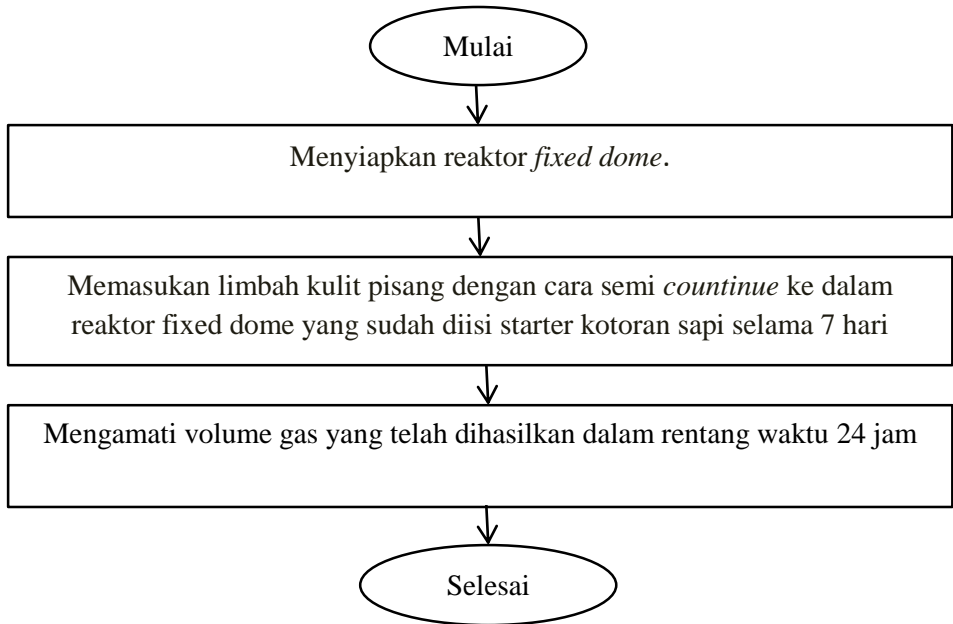 Mulai
Menyiapkan reaktor fixed dome.
Memasukan limbah kulit pisang dengan cara semi countinue ke dalam
reaktor fixed dome yang sudah diisi starter kotoran sapi selama 7 hari
Mengamati volume gas yang telah dihasilkan dalam rentang waktu 24 jam
Selesai